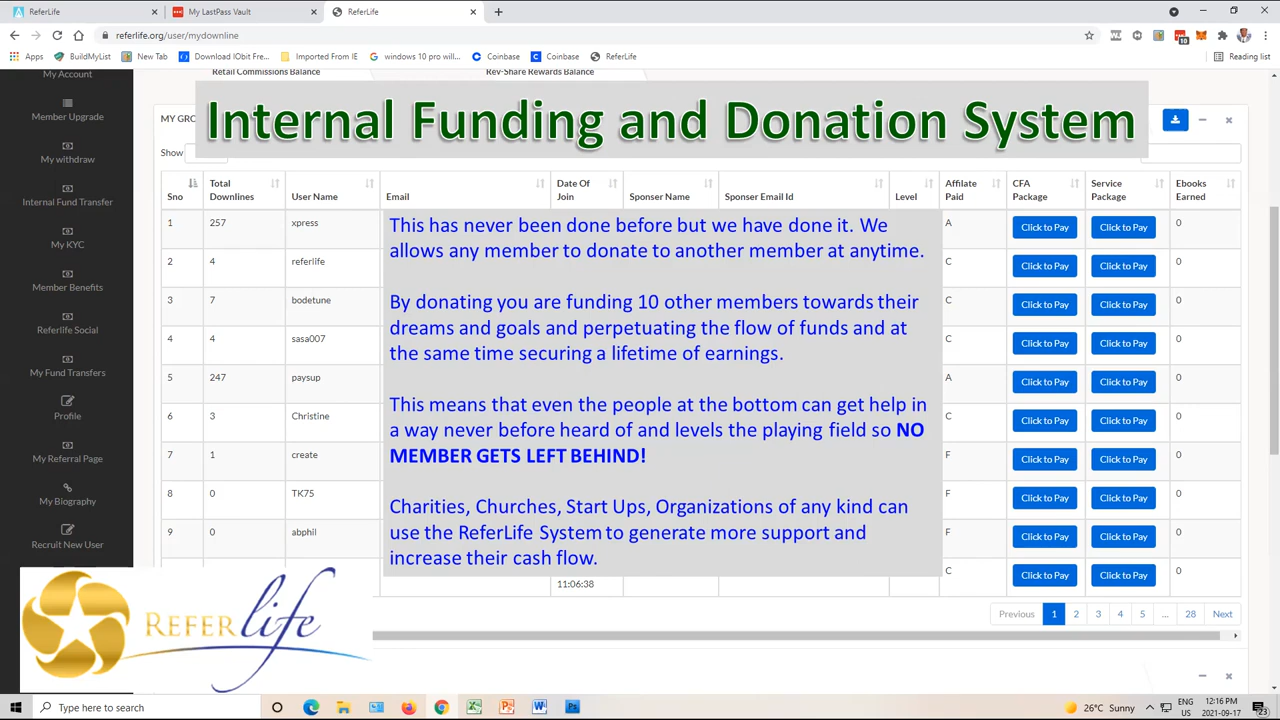 ReferLife
My LastPass Vault
ReferLife
referlife.org/user/mydownline
Apps
BuildMyList
New Tab
Download IObit Fre...
Imported From IE
windows 10 pro will...
Coinbase
Coinbase
ReferLife
Reading list
10
My Account
Member Upgrade
My withdraw
Internal Fund Transfer
My KYC
Member Benefits
Referlife Social
My Fund Transfers
Profile
My Referral Page
My Biography
Recruit New User
Retail Commissions Balance
Rev-Share Rewards Balance
Internal Funding and Donation System
MY GRO
Show
Sno
Total Downlines
User Name
Email
Date Of Join
Sponser Name
Sponser Email Id
Level
Affilate Paid
CFA Package
Service Package
Ebooks Earned
1 257 xpress A Click to Pay Click to Pay 0
2 4 referlife C Click to Pay Click to Pay 0
3 7 bodetune C Click to Pay Click to Pay 0
4 4 sasa007 C Click to Pay Click to Pay 0
5 247 paysup A Click to Pay Click to Pay 0
6 3 Christine C Click to Pay Click to Pay 0
7 1 create F Click to Pay Click to Pay 0
8 0 TK75 F Click to Pay Click to Pay 0
9 0 abphil F Click to Pay Click to Pay 0
C Click to Pay Click to Pay 0
11:06:38
This has never been done before but we have done it. We
allows any member to donate to another member at anytime.
By donating you are funding 10 other members towards their
dreams and goals and perpetuating the flow of funds and at
the same time securing a lifetime of earnings.
This means that even the people at the bottom can get help in
a way never before heard of and levels the playing field so NO
MEMBER GETS LEFT BEHIND!
Charities, Churches, Start Ups, Organizations of any kind can
use the ReferLife System to generate more support and
increase their cash flow.
Previous 1 2 3 4 5 ... 28 Next
REFERlife
Type here to search
26°C Sunny
ENG
US
12:16 PM
2021-09-17
23